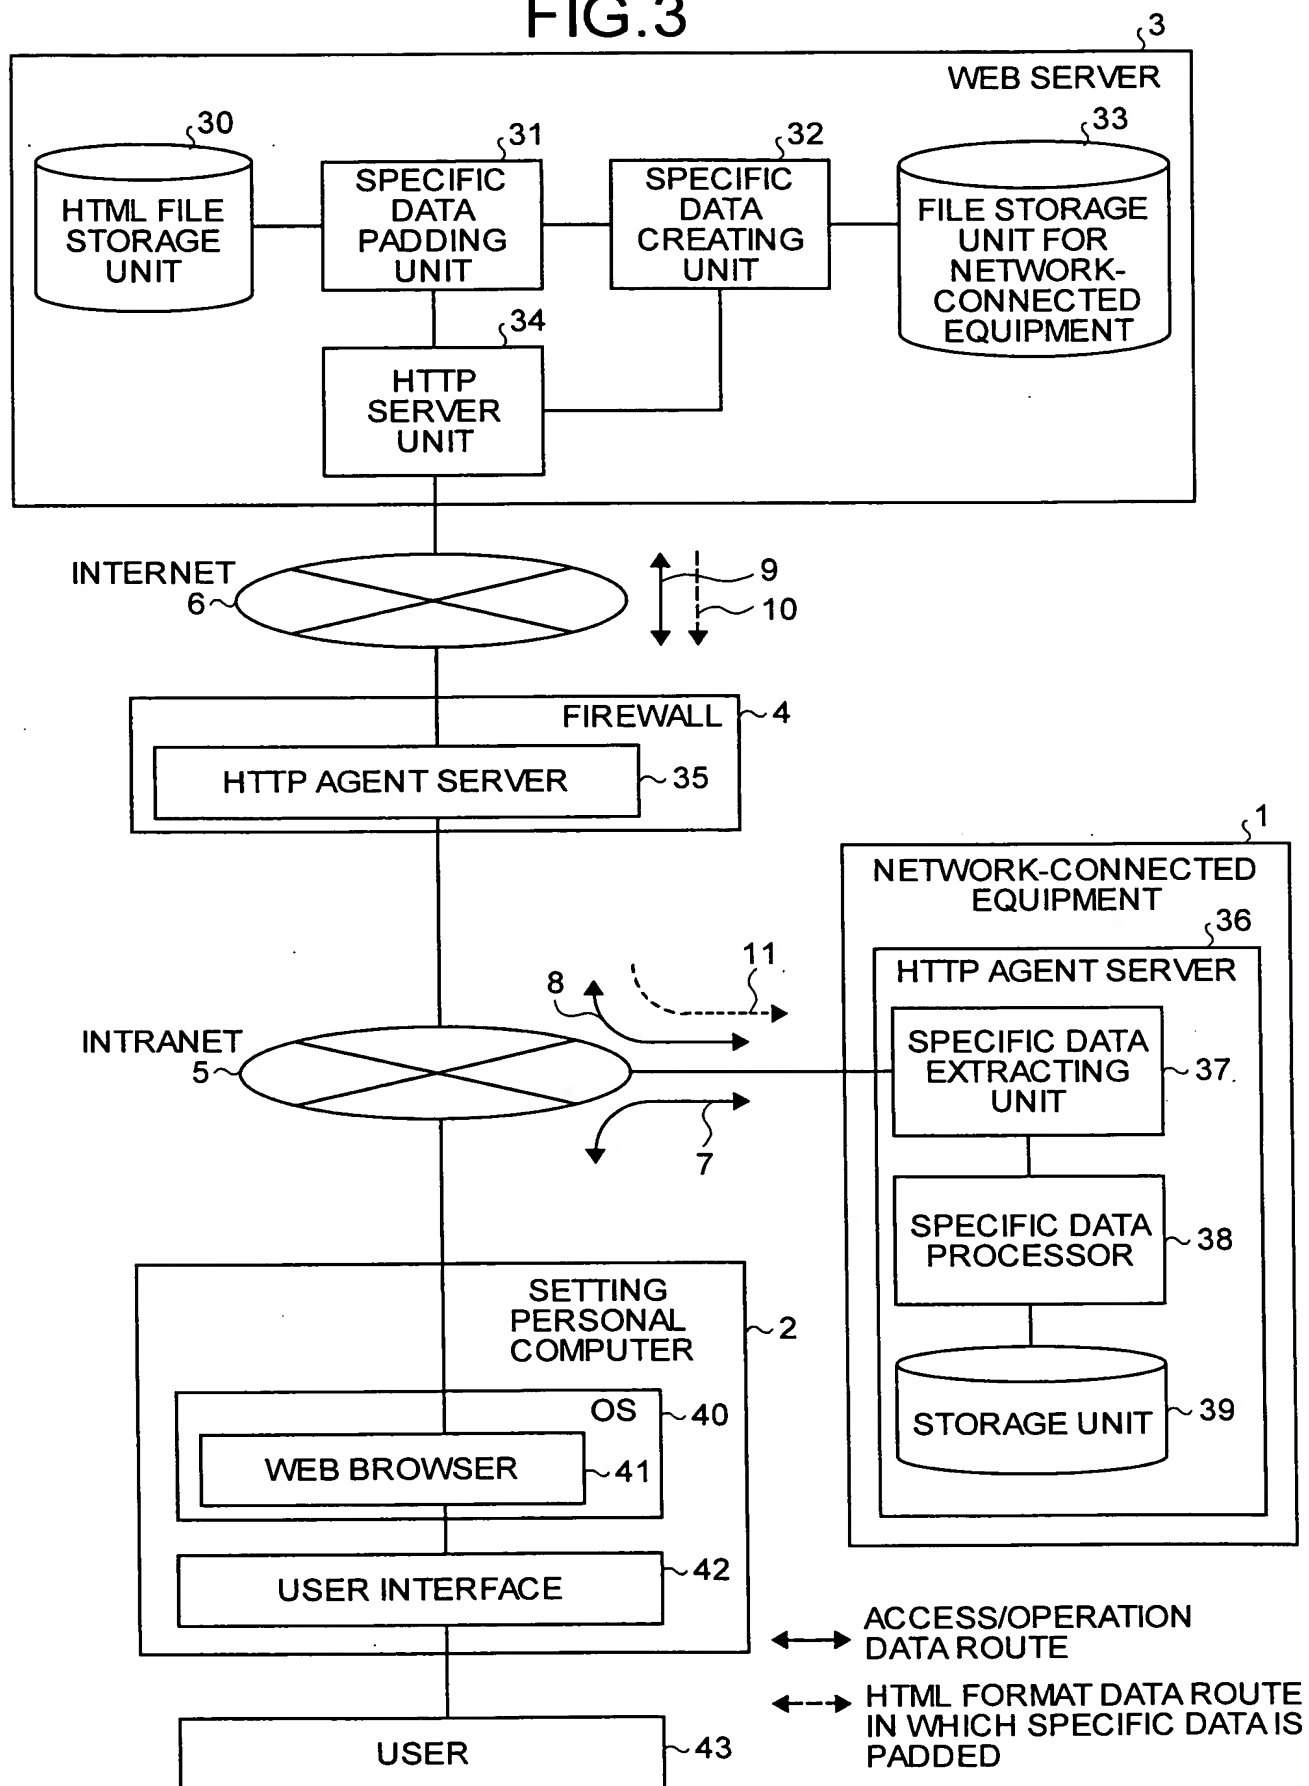 FIG.3
3
WEB SERVER
30
31
32
33
HTML FILE
STORAGE
UNIT
SPECIFIC
DATA
PADDING
UNIT
SPECIFIC
DATA
CREATING
UNIT
FILE STORAGE
UNIT FOR
NETWORK-
CONNECTED
EQUIPMENT
34
HTTP
SERVER
UNIT
INTERNET
6
9
10
FIREWALL
4
HTTP AGENT SERVER
35
1
NETWORK-CONNECTED
EQUIPMENT
36
HTTP AGENT SERVER
11
8
INTRANET
5
SPECIFIC DATA
EXTRACTING
UNIT
37
7
SPECIFIC DATA
PROCESSOR
38
SETTING
PERSONAL
COMPUTER
2
STORAGE UNIT
39
OS
40
WEB BROWSER
41
USER INTERFACE
42
ACCESS/OPERATION
DATA ROUTE
HTML FORMAT DATA ROUTE
IN WHICH SPECIFIC DATA IS
PADDED
USER
43